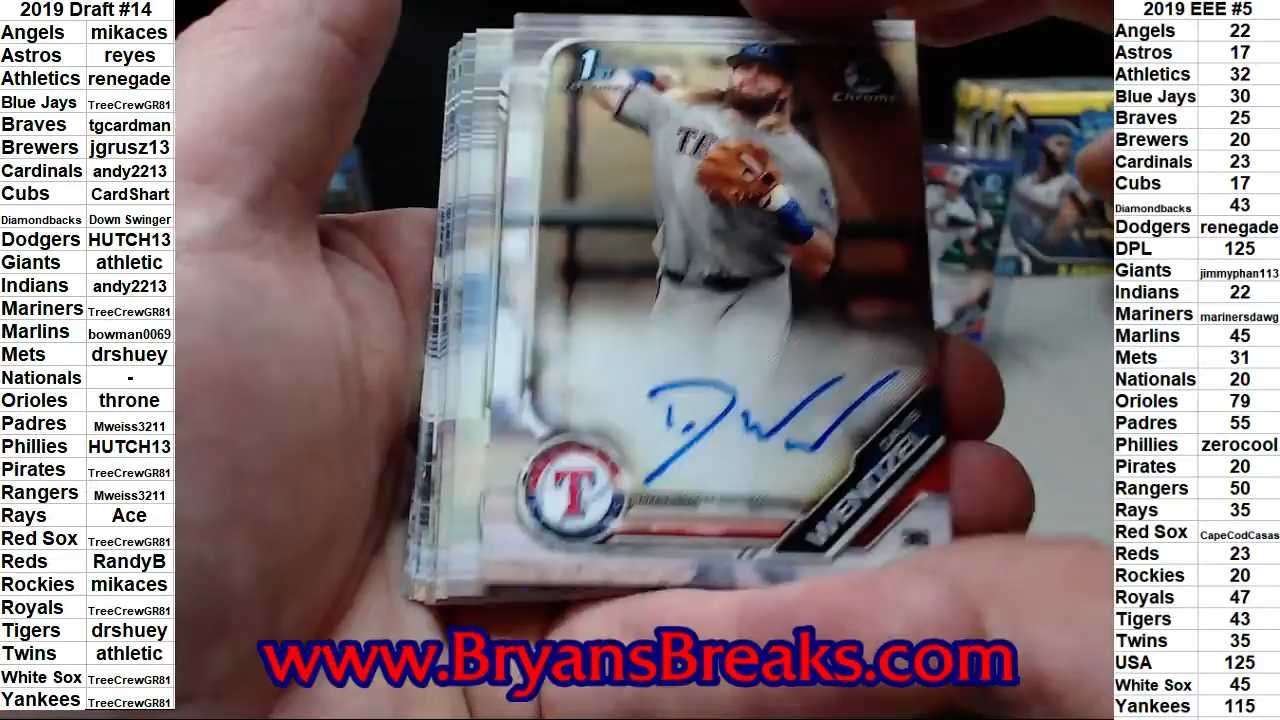 2019 Draft #14
Angels mikaces
Astros reyes
Athletics renegade
Blue Jays TreeCrewGR81
Braves tgcardman
Brewers jgrusz13
Cardinals andy2213
Cubs CardShart
Diamondbacks Down Swinger
Dodgers HUTCH13
Giants athletic
Indians andy2213
Mariners TreeCrewGR81
Marlins bowman0069
Mets drshuey
Nationals -
Orioles throne
Padres Mweiss3211
Phillies HUTCH13
Pirates TreeCrewGR81
Rangers Mweiss3211
Rays Ace
Red Sox TreeCrewGR81
Reds RandyB
Rockies mikaces
Royals TreeCrewGR81
Tigers drshuey
Twins athletic
White Sox TreeCrewGR81
Yankees TreeCrewGR81
1st
Chrome
T
WENDZEL
www.BryansBreaks.com
2019 EEE #5
Angels 22
Astros 17
Athletics 32
Blue Jays 30
Braves 25
Brewers 20
Cardinals 23
Cubs 17
Diamondbacks 43
Dodgers renegade
DPL 125
Giants jimmyphan113
Indians 22
Mariners marinersdawg
Marlins 45
Mets 31
Nationals 20
Orioles 79
Padres 55
Phillies zerocool
Pirates 20
Rangers 50
Rays 35
Red Sox CapeCodCasas
Reds 23
Rockies 20
Royals 47
Tigers 43
Twins 35
USA 125
White Sox 45
Yankees 115